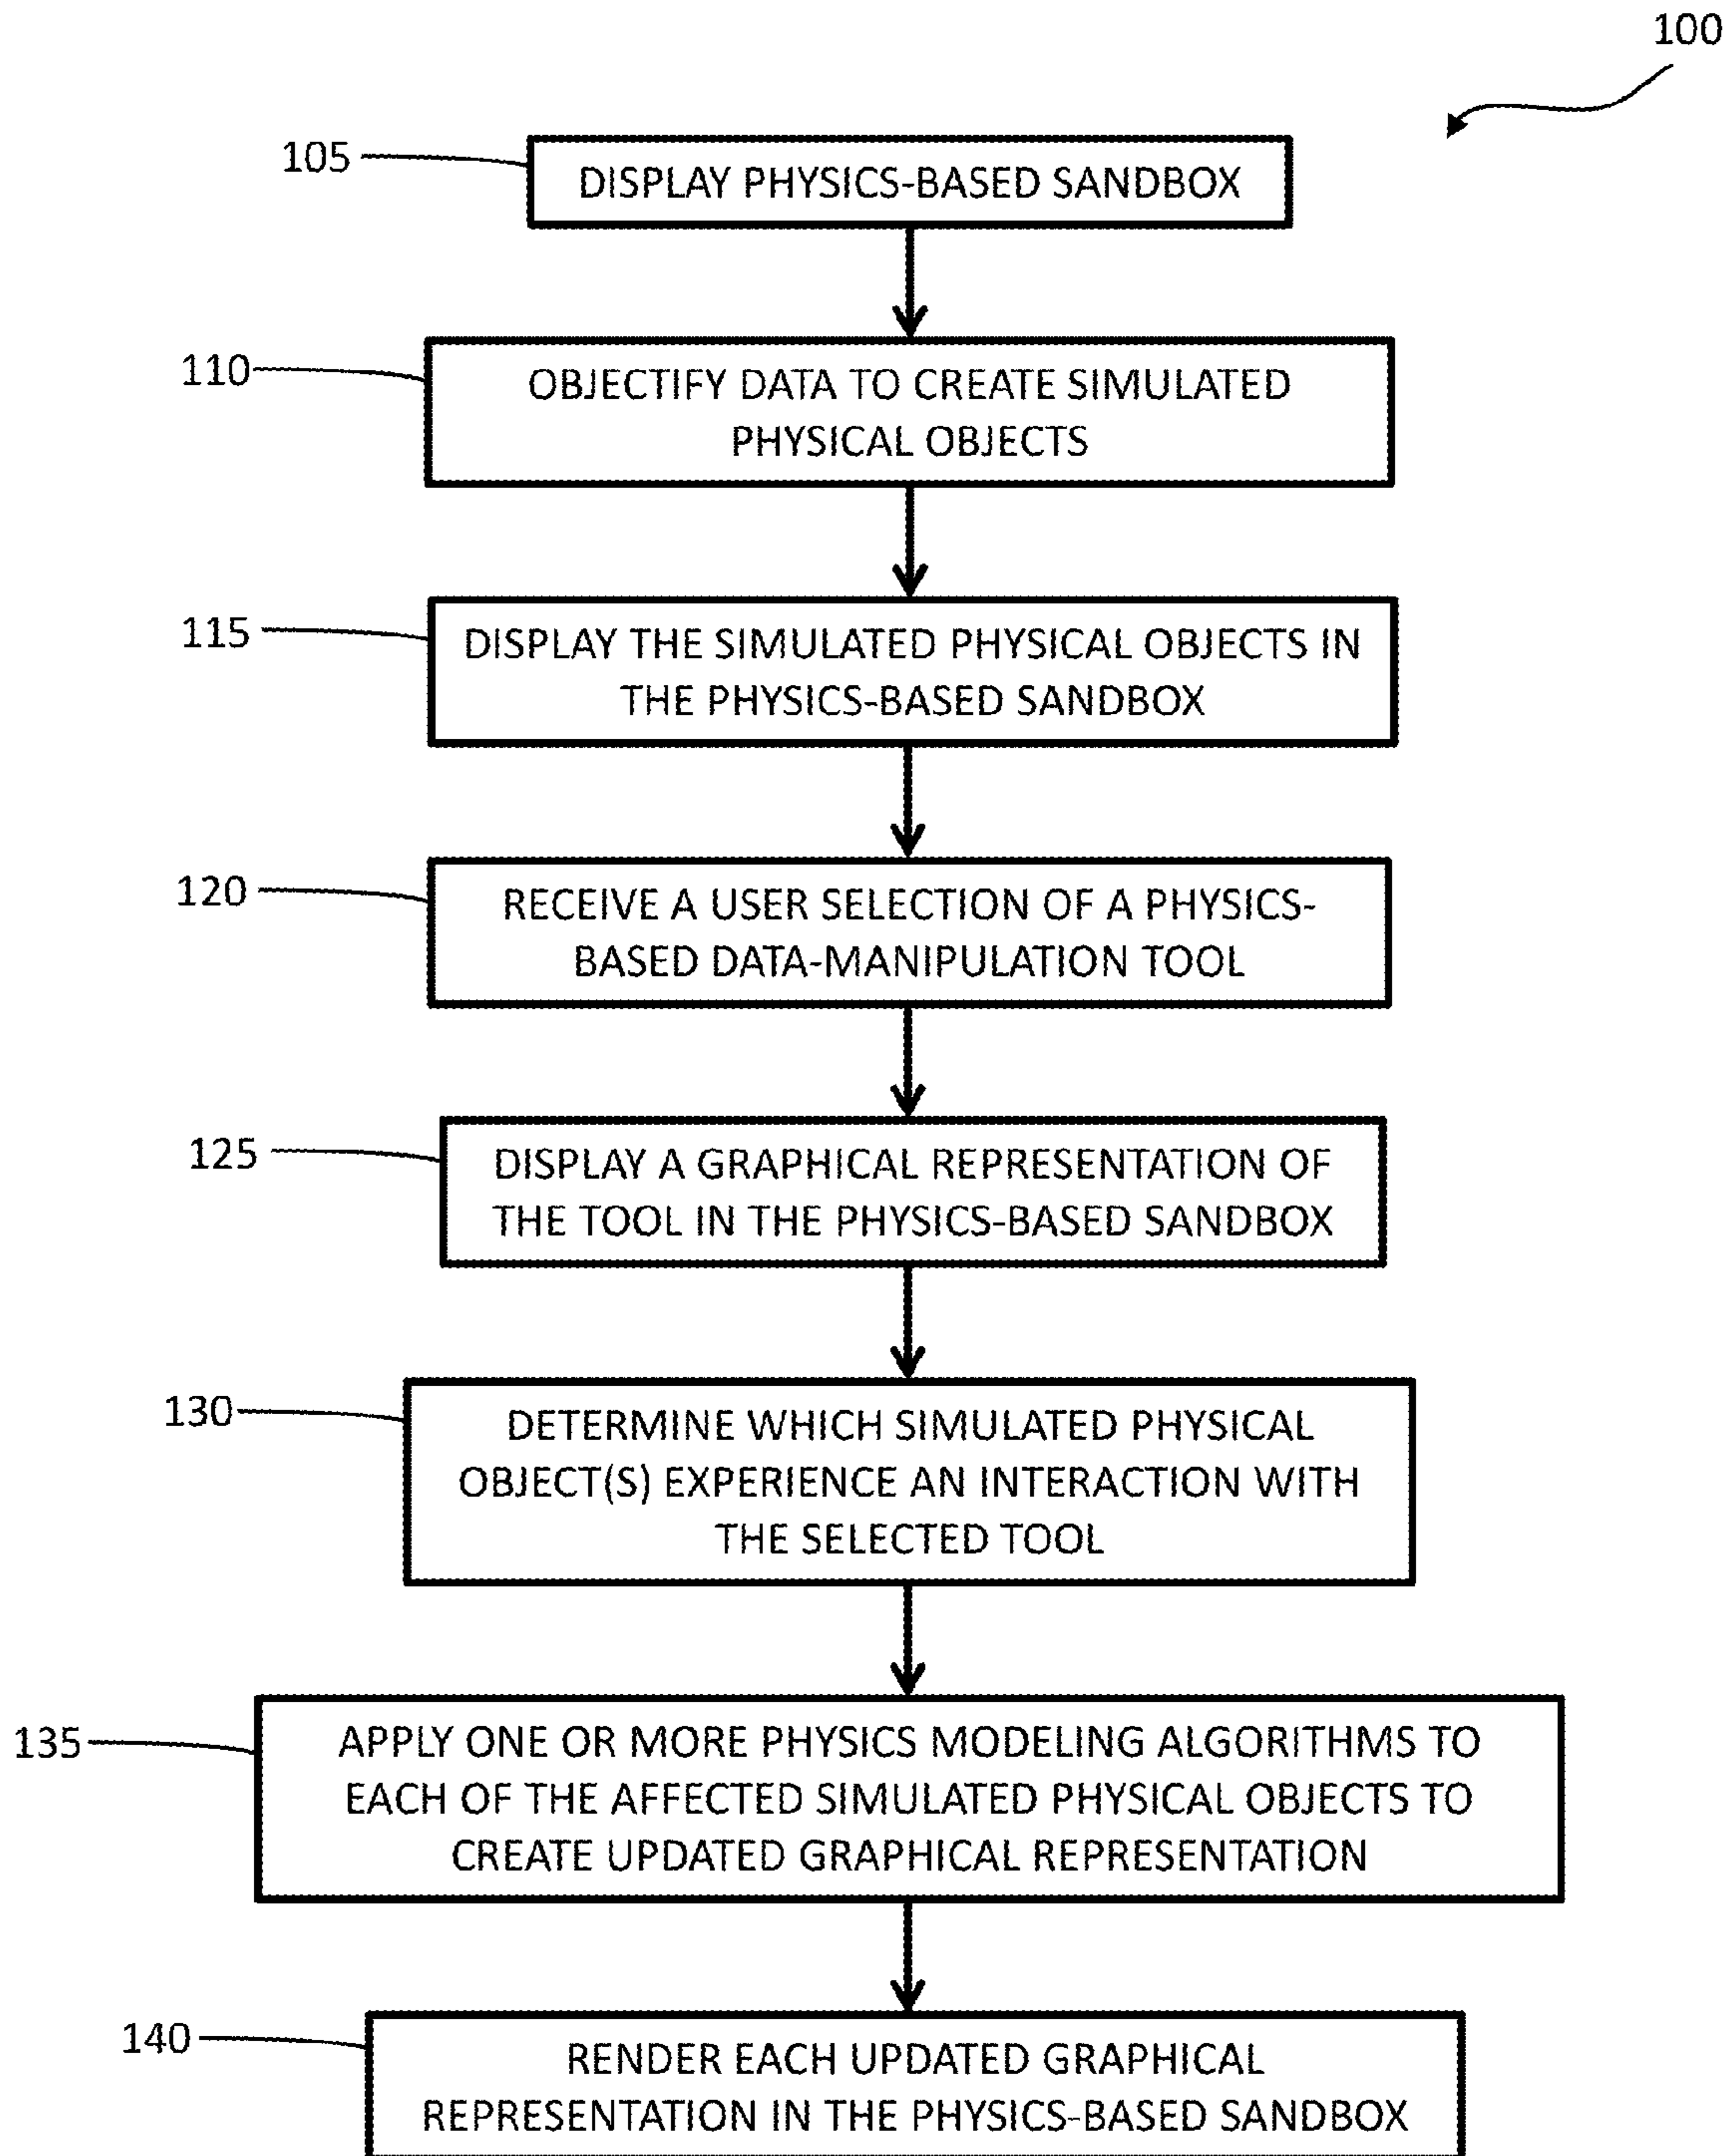 100
105
DISPLAY PHYSICS-BASED SANDBOX
110
OBJECTIFY DATA TO CREATE SIMULATED
PHYSICAL OBJECTS
115
DISPLAY THE SIMULATED PHYSICAL OBJECTS IN
THE PHYSICS-BASED SANDBOX
120
RECEIVE A USER SELECTION OF A PHYSICS-
BASED DATA-MANIPULATION TOOL
125
DISPLAY A GRAPHICAL REPRESENTATION OF
THE TOOL IN THE PHYSICS-BASED SANDBOX
130
DETERMINE WHICH SIMULATED PHYSICAL
OBJECT(S) EXPERIENCE AN INTERACTION WITH
THE SELECTED TOOL
135
APPLY ONE OR MORE PHYSICS MODELING ALGORITHMS TO
EACH OF THE AFFECTED SIMULATED PHYSICAL OBJECTS TO
CREATE UPDATED GRAPHICAL REPRESENTATION
140
RENDER EACH UPDATED GRAPHICAL
REPRESENTATION IN THE PHYSICS-BASED SANDBOX